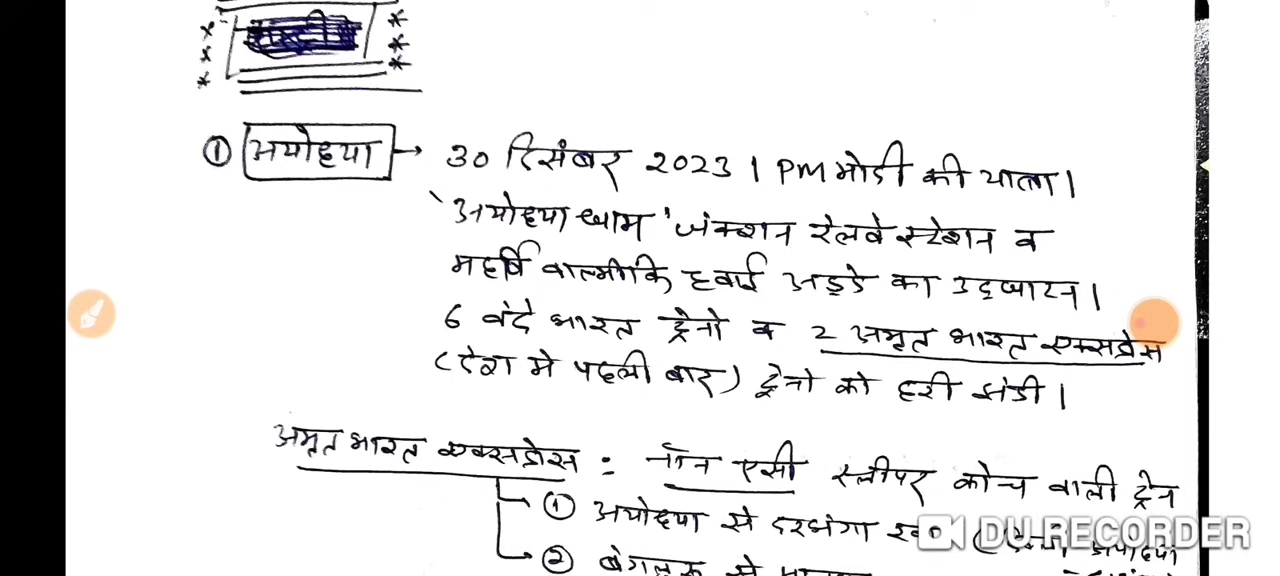 ① अयोध्या → 30 दिसंबर 2023 । PM मोदी की यात्रा ।
'अयोध्या धाम' जंक्शन रेलवे स्टेशन व
महर्षि वाल्मीकि हवाई अड्डे का उद्घाटन ।
6 वंदे भारत ट्रेनो व 2 अमृत भारत एक्सप्रेस
(देश मे पहली बार) ट्रेनो को हरी झंडी ।
अमृत भारत एक्सप्रेस : नॉन एसी स्लीपर कोच वाली ट्रेन
① अयोध्या से दरभंगा
② बेंगलुरू से
DU RECORDER